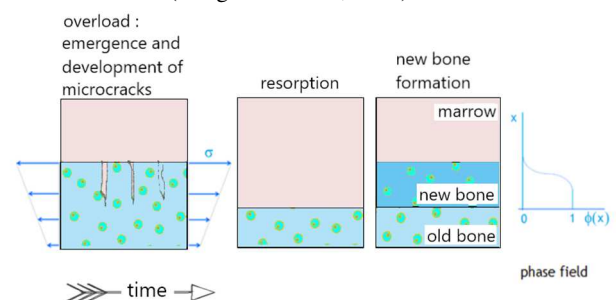 overload :
emergence and
development of
microcracks
resorption
new bone
formation
marrow
σ
new bone
old bone
x
0 1 ϕ(x)
phase field
time